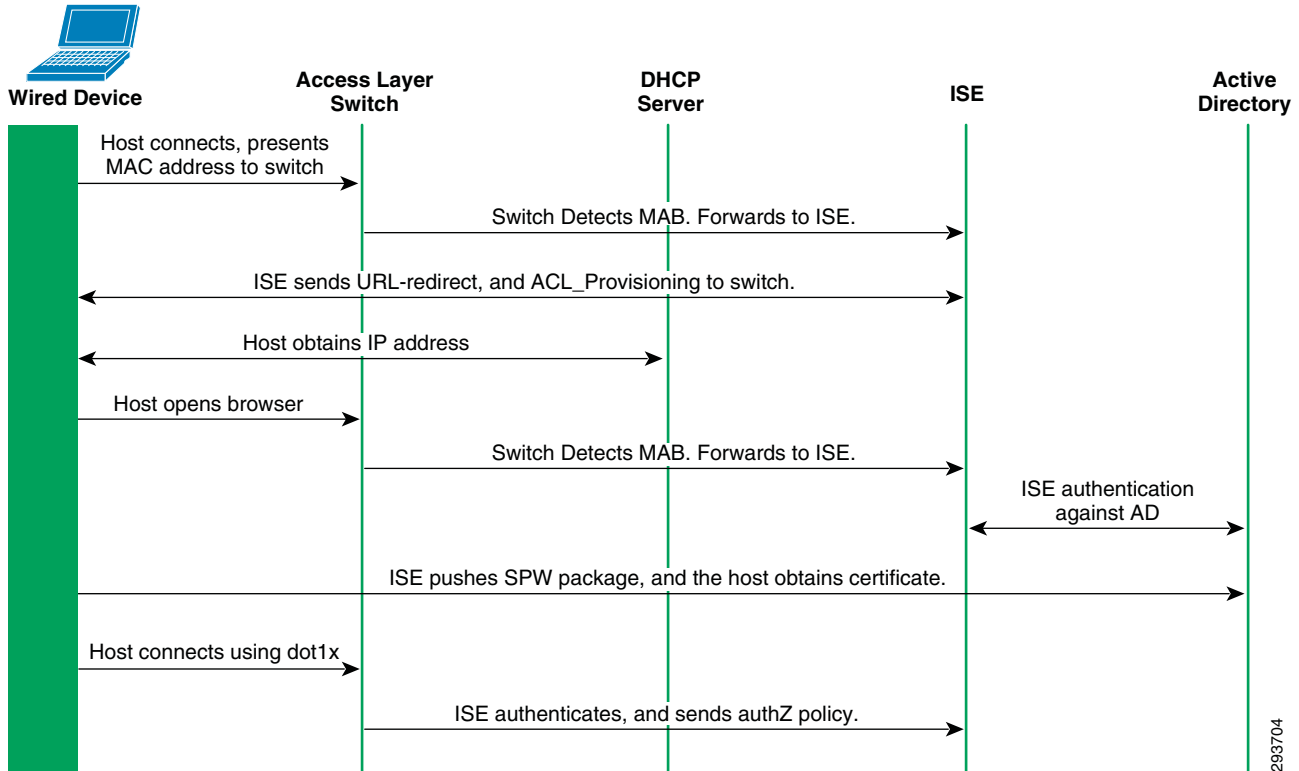 Wired Device
Access Layer
Switch
DHCP
Server
ISE
Active
Directory
Host connects, presents
MAC address to switch
Switch Detects MAB. Forwards to ISE.
ISE sends URL-redirect, and ACL_Provisioning to switch.
Host obtains IP address
Host opens browser
Switch Detects MAB. Forwards to ISE.
ISE authentication
against AD
ISE pushes SPW package, and the host obtains certificate.
Host connects using dot1x
ISE authenticates, and sends authZ policy.
293704